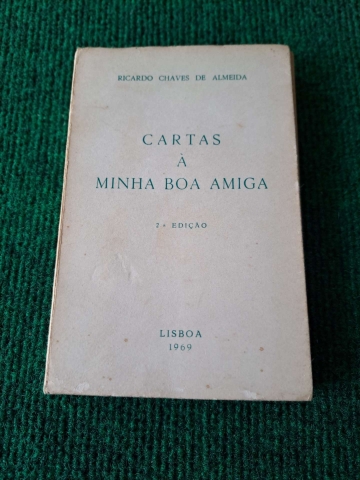 RICARDO CHAVES DE ALMEIDA
CARTAS
À
MINHA BOA AMIGA
2.ª EDIÇÃO
LISBOA
1969